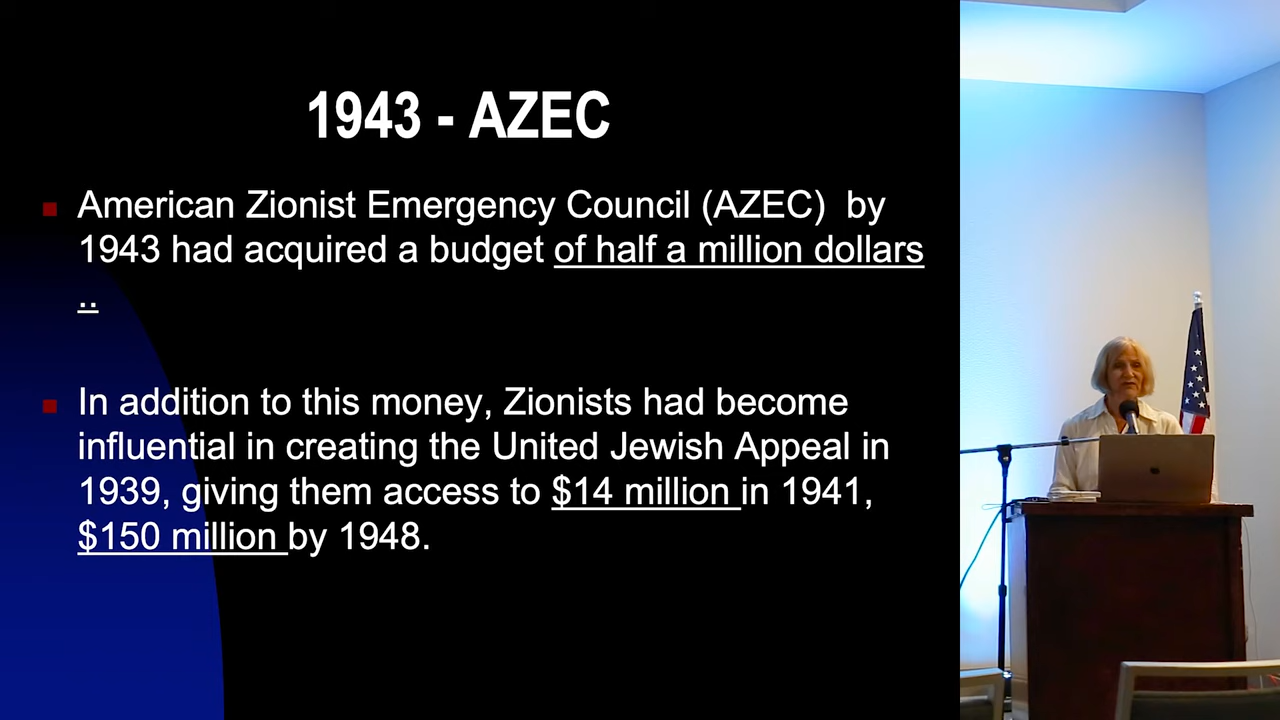 1943 - AZEC
American Zionist Emergency Council (AZEC)  by
1943 had acquired a budget of half a million dollars
..
In addition to this money, Zionists had become
influential in creating the United Jewish Appeal in
1939, giving them access to $14 million in 1941,
$150 million by 1948.